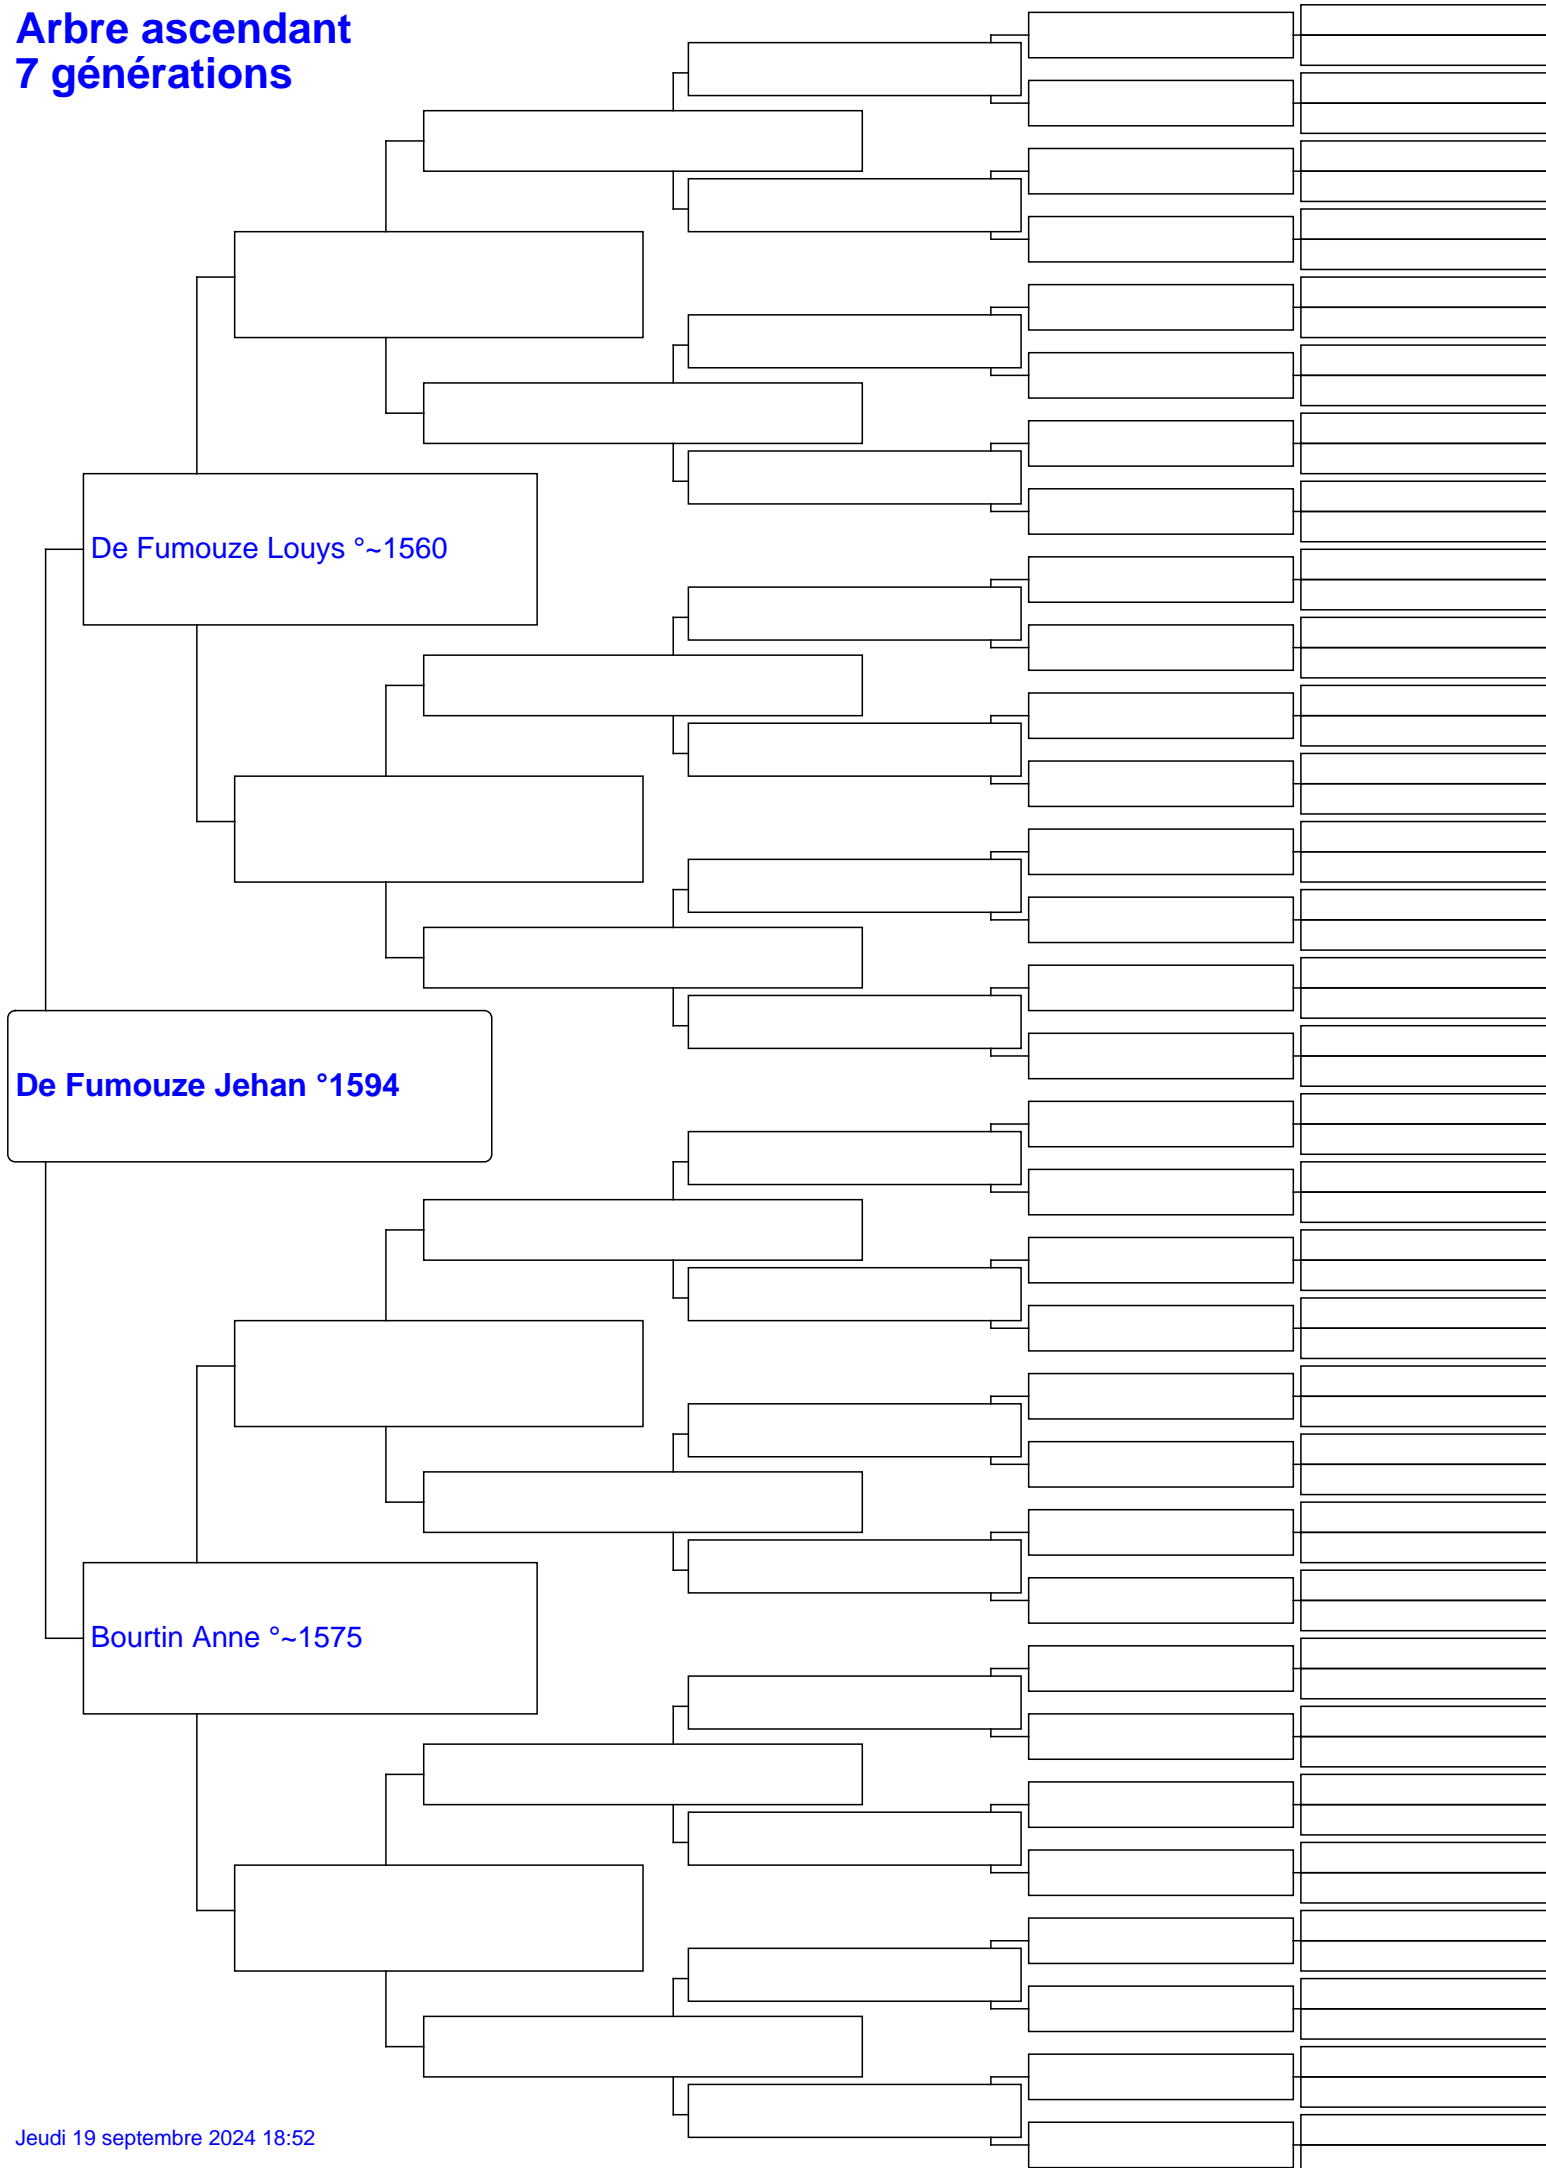 Arbre ascendant
7 générations
De Fumouze Louys °~1560
De Fumouze Jehan °1594
Bourtin Anne °~1575
Jeudi 19 septembre 2024 18:52